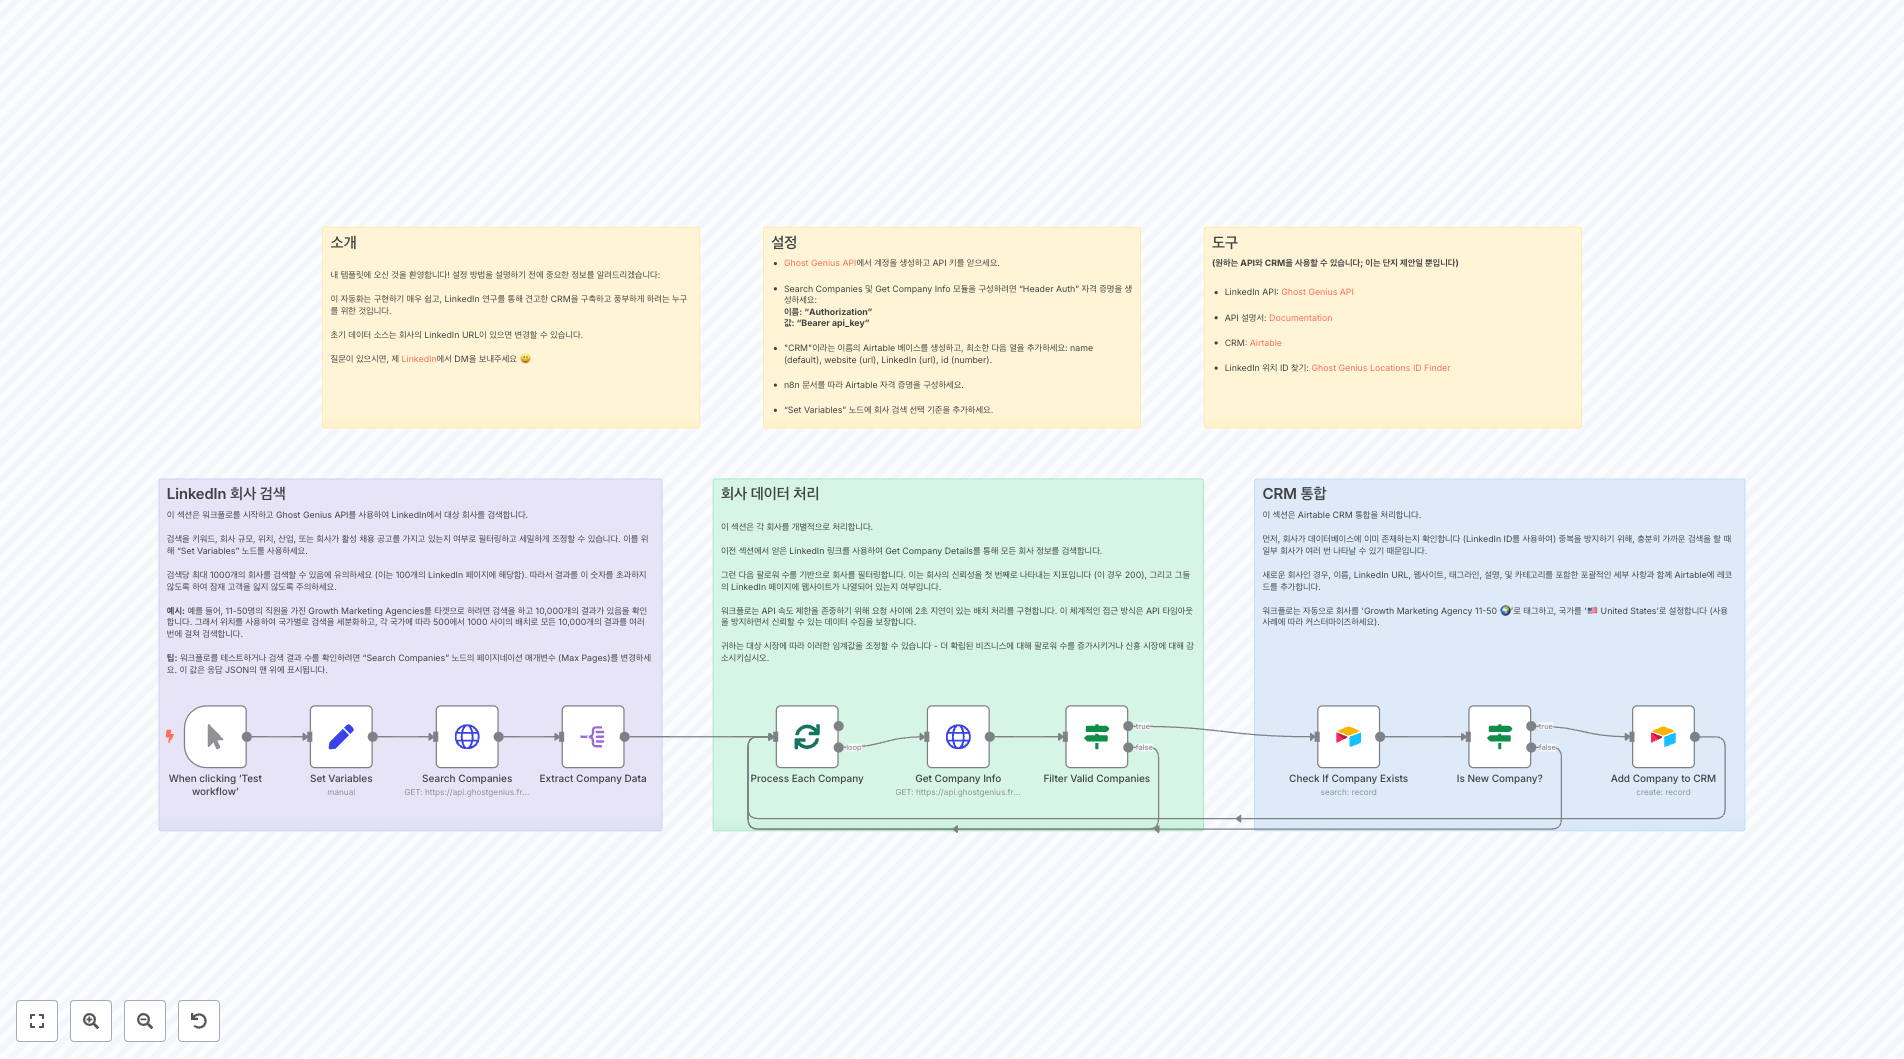 소개
내 템플릿에 오신 것을 환영합니다! 설정 방법을 설명하기 전에 중요한 정보를 알려드리겠습니다:
이 자동화는 구현하기 매우 쉽고, LinkedIn 연구를 통해 견고한 CRM을 구축하고 풍부하게 하려는 누구
를 위한 것입니다.
초기 데이터 소스는 회사의 LinkedIn URL이 있으면 변경할 수 있습니다.
질문이 있으시면, 제 LinkedIn에서 DM을 보내주세요 😀
설정
• Ghost Genius API에서 계정을 생성하고 API 키를 얻으세요.
• Search Companies 및 Get Company Info 모듈을 구성하려면 “Header Auth” 자격 증명을 생
성하세요:
이름: “Authorization”
값: “Bearer api_key”
• "CRM"이라는 이름의 Airtable 베이스를 생성하고, 최소한 다음 열을 추가하세요: name
(default), website (url), LinkedIn (url), id (number).
• n8n 문서를 따라 Airtable 자격 증명을 구성하세요.
• “Set Variables” 노드에 회사 검색 선택 기준을 추가하세요.
도구
(원하는 API와 CRM을 사용할 수 있습니다; 이는 단지 제안일 뿐입니다)
• LinkedIn API: Ghost Genius API
• API 설명서: Documentation
• CRM: Airtable
• LinkedIn 위치 ID 찾기: Ghost Genius Locations ID Finder
LinkedIn 회사 검색
이 섹션은 워크플로를 시작하고 Ghost Genius API를 사용하여 LinkedIn에서 대상 회사를 검색합니다.
검색을 키워드, 회사 규모, 위치, 산업, 또는 회사가 활성 채용 공고를 가지고 있는지 여부로 필터링하고 세밀하게 조정할 수 있습니다. 이를 위
해 “Set Variables” 노드를 사용하세요.
검색당 최대 1000개의 회사를 검색할 수 있음에 유의하세요 (이는 100개의 LinkedIn 페이지에 해당함). 따라서 결과를 이 숫자를 초과하지
않도록 하여 잠재 고객을 잃지 않도록 주의하세요.
예시: 예를 들어, 11-50명의 직원을 가진 Growth Marketing Agencies를 타겟으로 하려면 검색을 하고 10,000개의 결과가 있음을 확인
합니다. 그래서 위치를 사용하여 국가별로 검색을 세분화하고, 각 국가에 따라 500에서 1000 사이의 배치로 모든 10,000개의 결과를 여러
번에 걸쳐 검색합니다.
팁: 워크플로를 테스트하거나 검색 결과 수를 확인하려면 “Search Companies” 노드의 페이지네이션 매개변수 (Max Pages)를 변경하세
요. 이 값은 응답 JSON의 맨 위에 표시됩니다.
When clicking ‘Test
workflow’
Set Variables
manual
Search Companies
GET: https://api.ghostgenius.fr...
Extract Company Data
회사 데이터 처리
이 섹션은 각 회사를 개별적으로 처리합니다.
이전 섹션에서 얻은 LinkedIn 링크를 사용하여 Get Company Details를 통해 모든 회사 정보를 검색합니다.
그런 다음 팔로워 수를 기반으로 회사를 필터링합니다. 이는 회사의 신뢰성을 첫 번째로 나타내는 지표입니다 (이 경우 200), 그리고 그들
의 LinkedIn 페이지에 웹사이트가 나열되어 있는지 여부입니다.
워크플로는 API 속도 제한을 존중하기 위해 요청 사이에 2초 지연이 있는 배치 처리를 구현합니다. 이 체계적인 접근 방식은 API 타임아웃
을 방지하면서 신뢰할 수 있는 데이터 수집을 보장합니다.
귀하는 대상 시장에 따라 이러한 임계값을 조정할 수 있습니다 - 더 확립된 비즈니스에 대해 팔로워 수를 증가시키거나 신흥 시장에 대해 감
소시키십시오.
loop
Process Each Company
Get Company Info
GET: https://api.ghostgenius.fr...
true
false
Filter Valid Companies
CRM 통합
이 섹션은 Airtable CRM 통합을 처리합니다.
먼저, 회사가 데이터베이스에 이미 존재하는지 확인합니다 (LinkedIn ID를 사용하여) 중복을 방지하기 위해, 충분히 가까운 검색을 할 때
일부 회사가 여러 번 나타날 수 있기 때문입니다.
새로운 회사인 경우, 이름, LinkedIn URL, 웹사이트, 태그라인, 설명, 및 카테고리를 포함한 포괄적인 세부 사항과 함께 Airtable에 레코
드를 추가합니다.
워크플로는 자동으로 회사를 'Growth Marketing Agency 11-50 🌍'로 태그하고, 국가를 '🇺🇸 United States'로 설정합니다 (사용
사례에 따라 커스터마이즈하세요).
Check If Company Exists
search: record
true
false
Is New Company?
Add Company to CRM
create: record